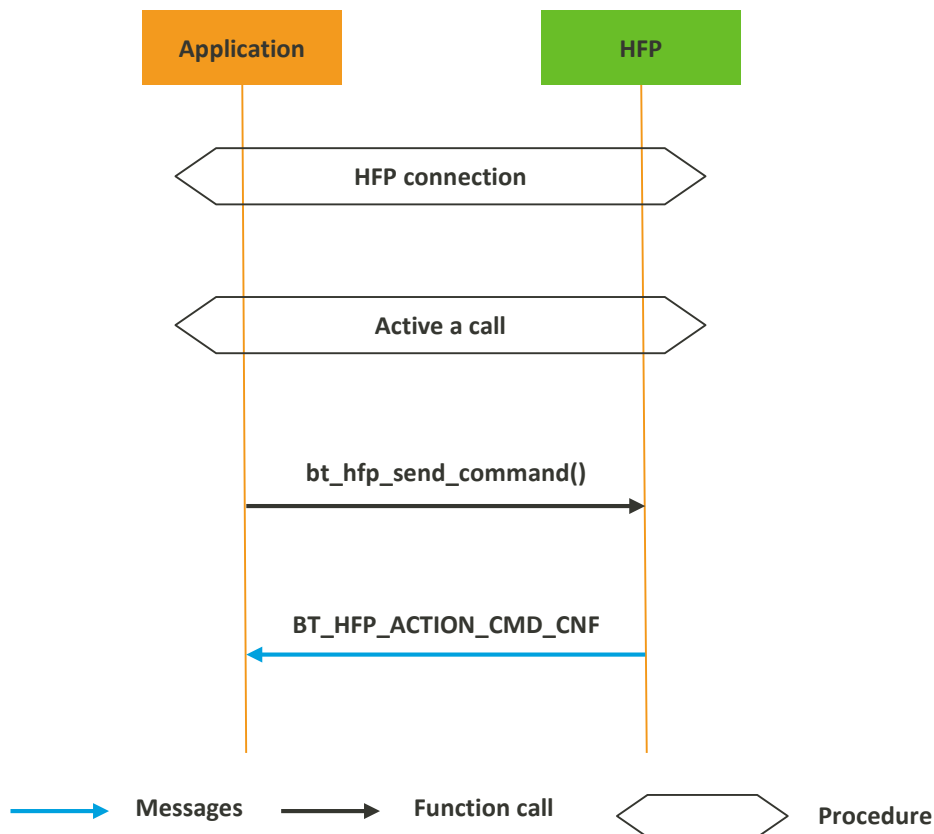 Application
HFP
HFP connection
Active a call
bt_hfp_send_command()
BT_HFP_ACTION_CMD_CNF
Messages
Function call
Procedure